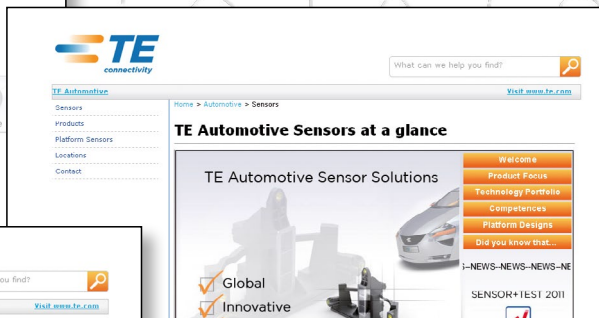 TE
connectivity
What can we help you find?
TE Automotive
Visit www.te.com
Sensors
Products
Platform Sensors
Locations
Contact
Home > Automotive > Sensors
TE Automotive Sensors at a glance
TE Automotive Sensor Solutions
Global
Innovative
Welcome
Product Focus
Technology Portfolio
Competences
Platform Designs
Did you know that...
S--NEWS--NEWS--NEWS--NE
SENSOR+TEST 2011
ou find?
Visit www.te.com